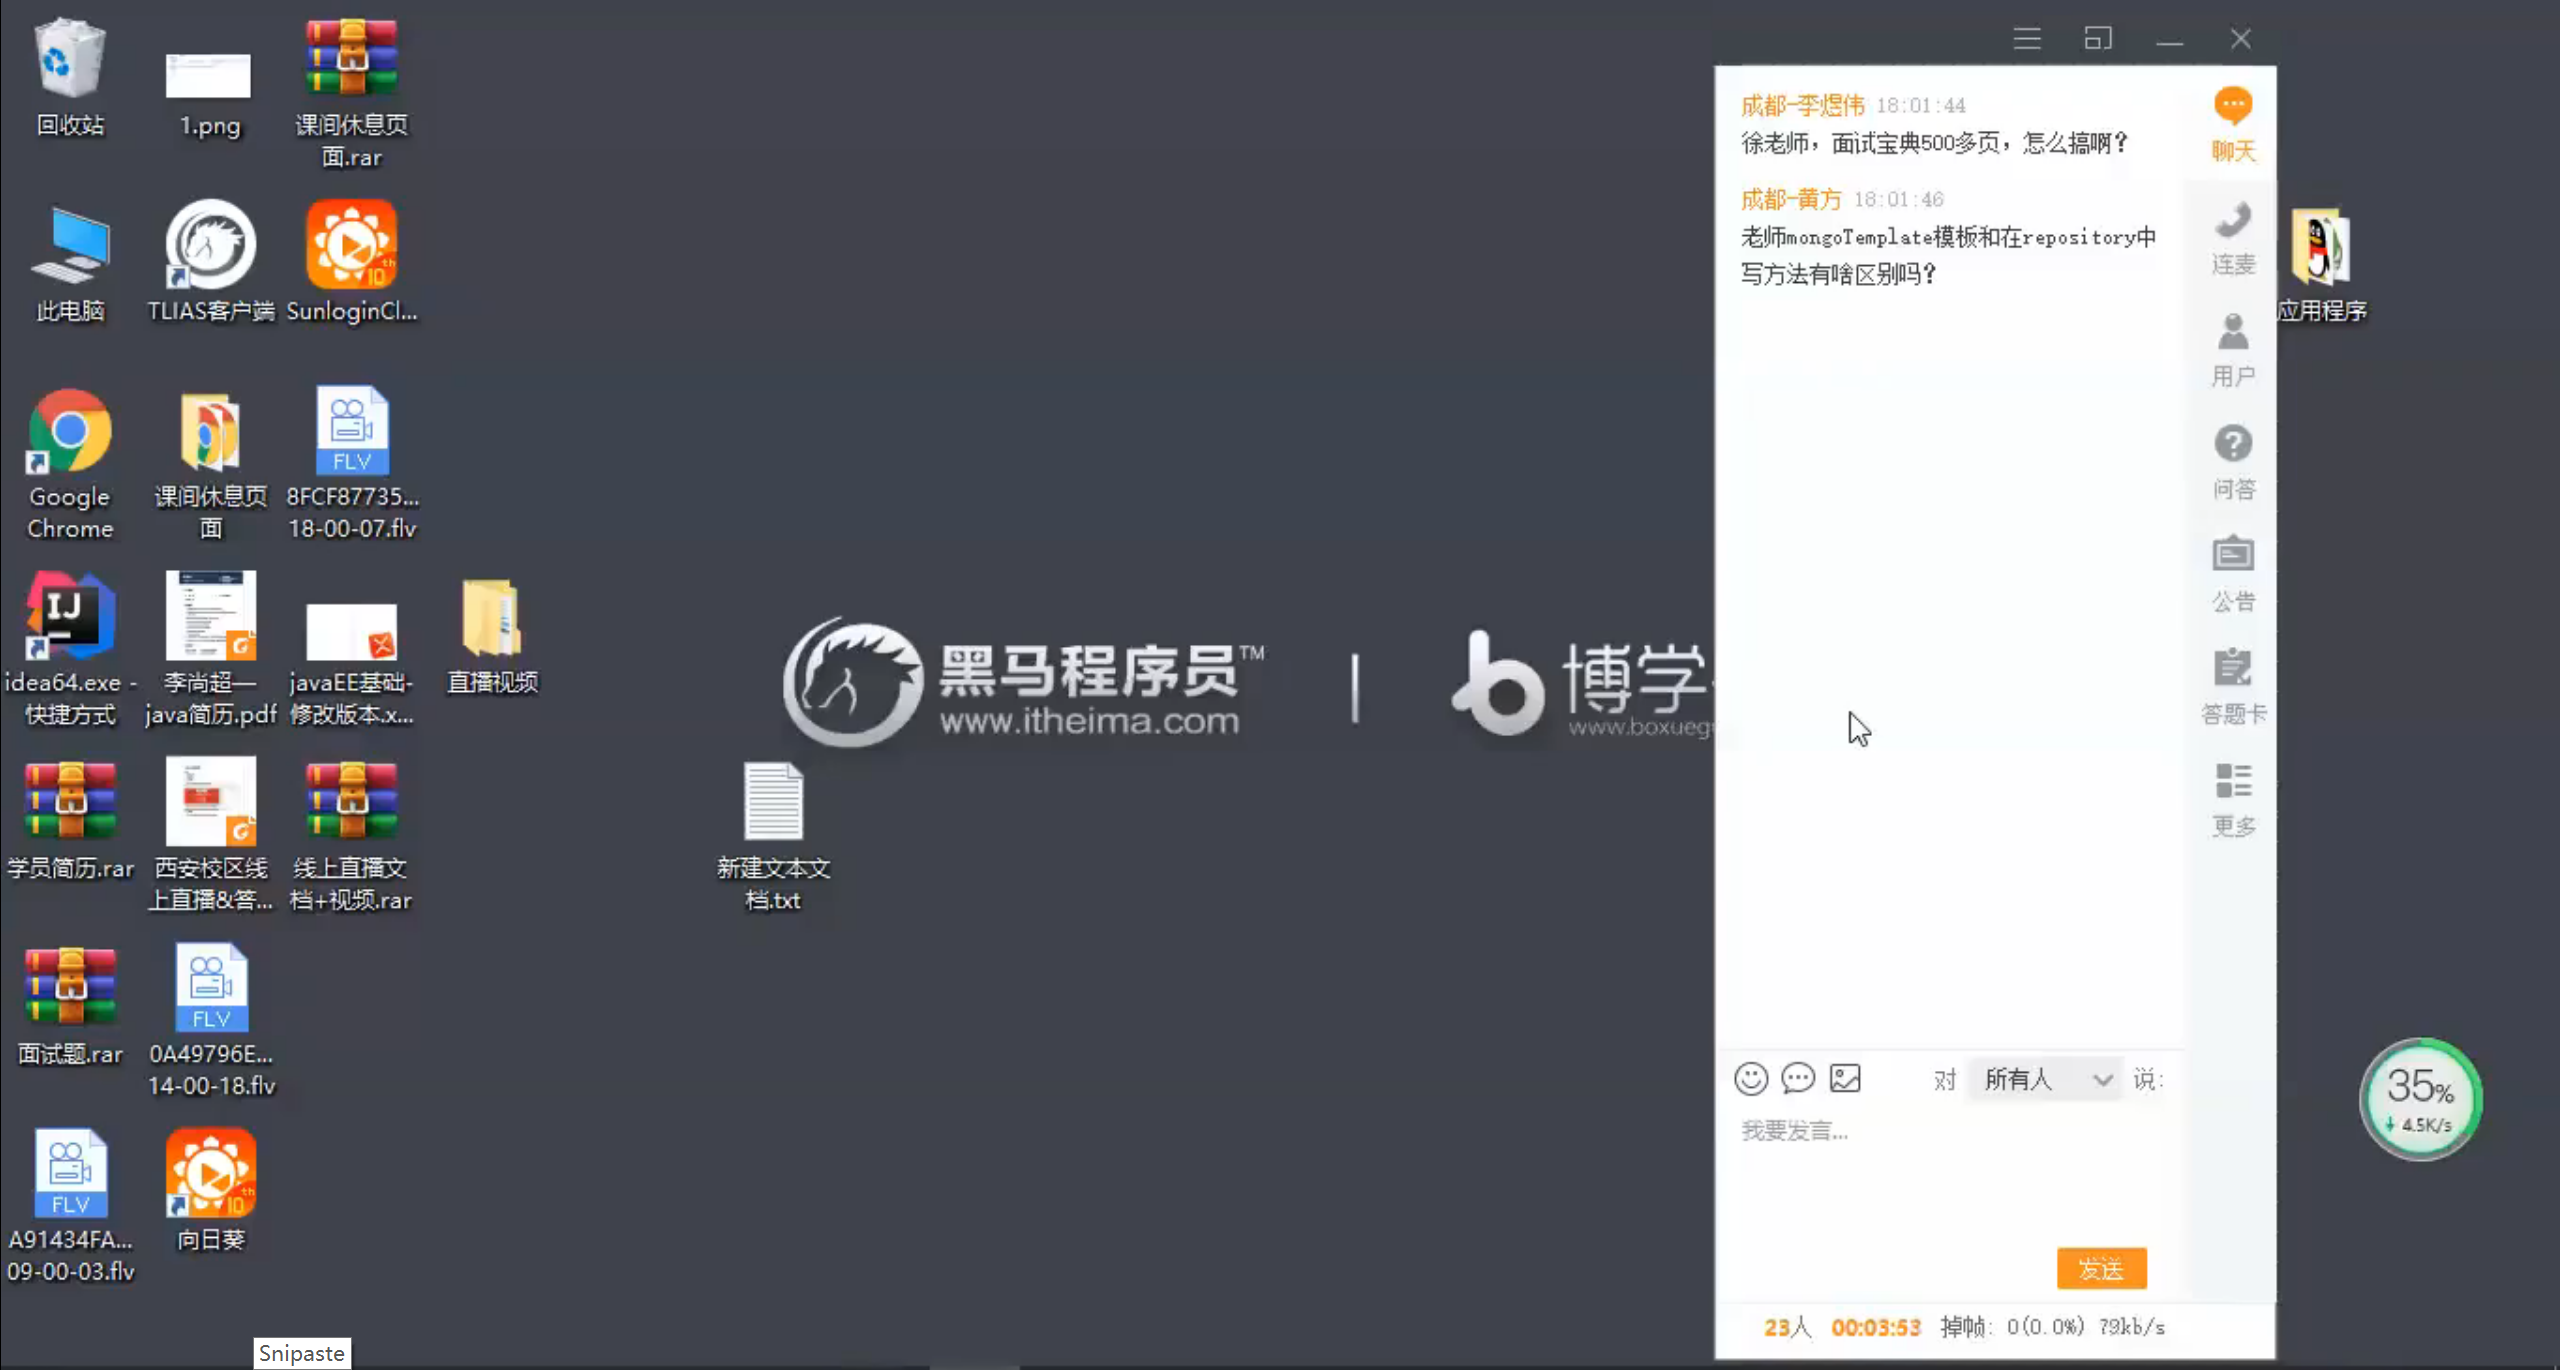 回收站
1.png
课间休息页
面.rar
此电脑
TLIAS客户端
SunloginCl...
Google
Chrome
课间休息页
面
8FCF87735...
18-00-07.flv
FLV
idea64.exe -
快捷方式
IJ
李尚超—
java简历.pdf
javaEE基础-
修改版本.x...
直播视频
学员简历.rar
西安校区线
上直播&答...
线上直播文
档+视频.rar
新建文本文
档.txt
面试题.rar
FLV
0A49796E...
14-00-18.flv
FLV
A91434FA...
09-00-03.flv
向日葵
Snipaste
黑马程序员™
www.itheima.com
博学
www.boxueg
成都-李煜伟 18:01:44
徐老师，面试宝典500多页，怎么搞啊？
成都-黄方 18:01:46
老师mongoTemplate模板和在repository中
写方法有啥区别吗？
聊天
连麦
用户
问答
公告
答题卡
更多
应用程序
对 所有人 说:
我要发言...
发送
23人 00:03:53 掉帧: 0(0.0%) 79kb/s
35%
4.5K/s